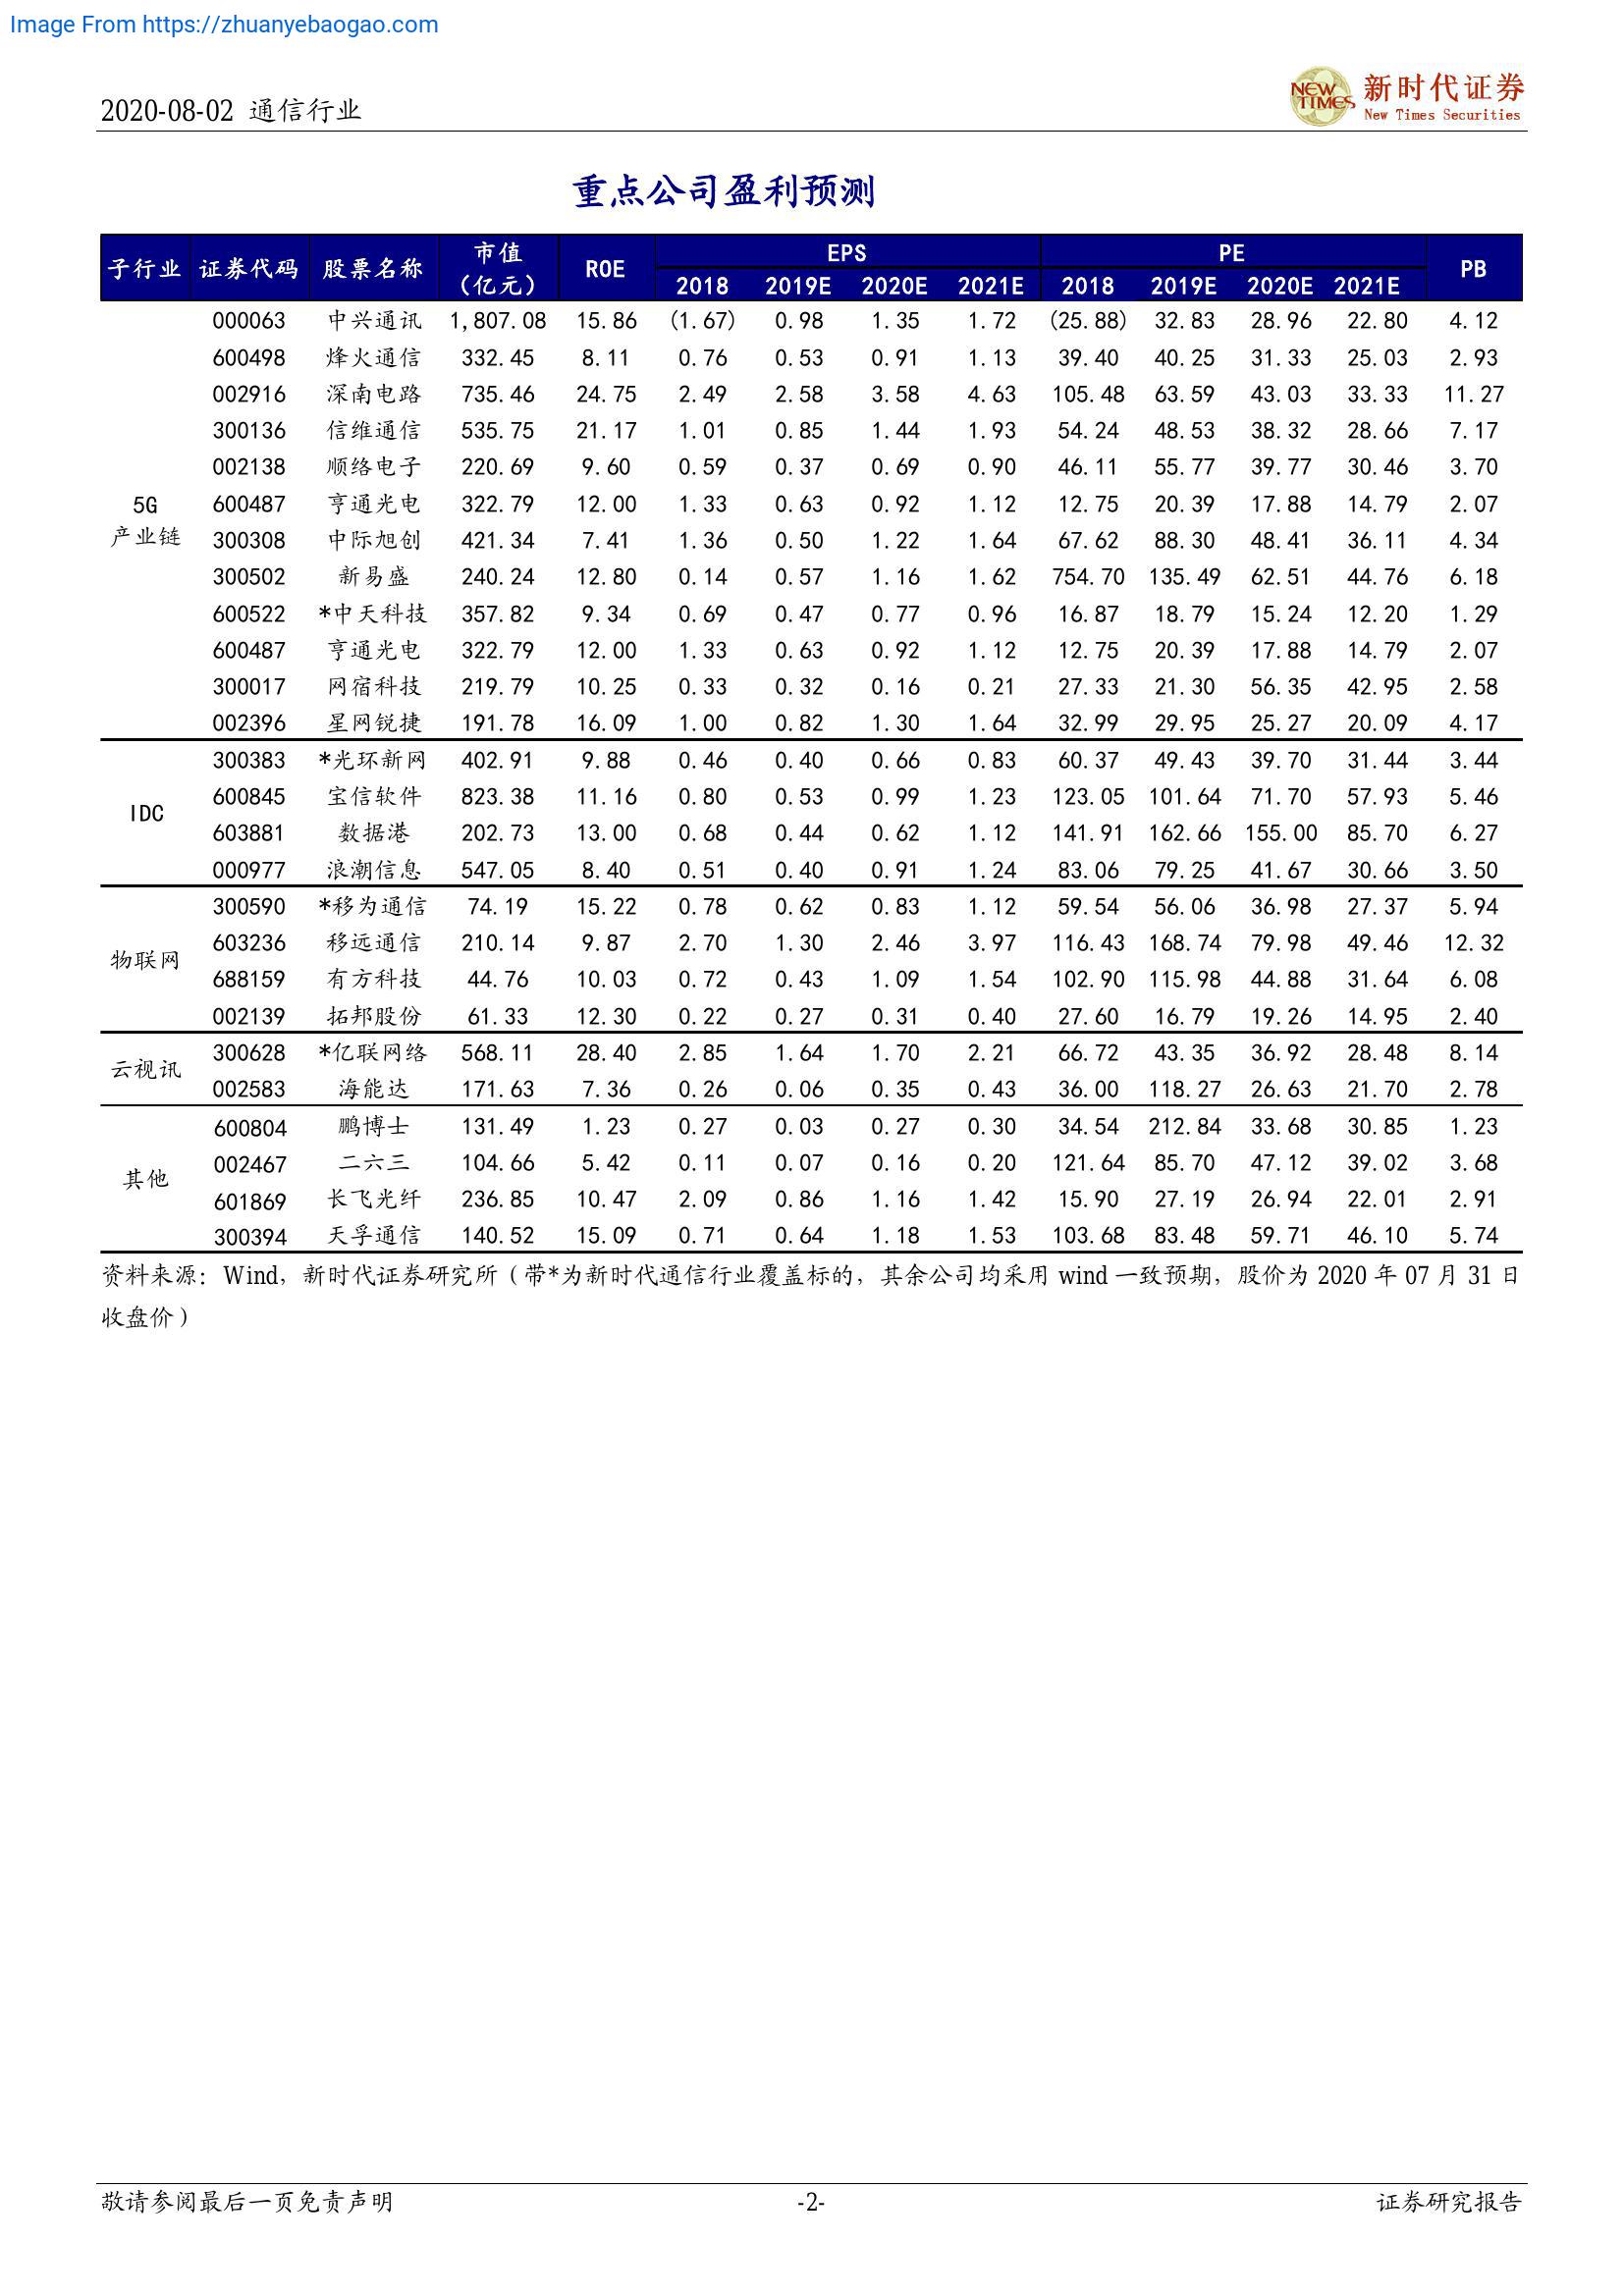 Image From https://zhuanyebaogao.com
NEW TIMES 新时代证券
New Times Securities
2020-08-02 通信行业
重点公司盈利预测
子行业 证券代码 股票名称 市值（亿元） ROE EPS PE PB
2018 2019E 2020E 2021E 2018 2019E 2020E 2021E
5G产业链
000063 中兴通讯 1,807.08 15.86 (1.67) 0.98 1.35 1.72 (25.88) 32.83 28.96 22.80 4.12
600498 烽火通信 332.45 8.11 0.76 0.53 0.91 1.13 39.40 40.25 31.33 25.03 2.93
002916 深南电路 735.46 24.75 2.49 2.58 3.58 4.63 105.48 63.59 43.03 33.33 11.27
300136 信维通信 535.75 21.17 1.01 0.85 1.44 1.93 54.24 48.53 38.32 28.66 7.17
002138 顺络电子 220.69 9.60 0.59 0.37 0.69 0.90 46.11 55.77 39.77 30.46 3.70
600487 亨通光电 322.79 12.00 1.33 0.63 0.92 1.12 12.75 20.39 17.88 14.79 2.07
300308 中际旭创 421.34 7.41 1.36 0.50 1.22 1.64 67.62 88.30 48.41 36.11 4.34
300502 新易盛 240.24 12.80 0.14 0.57 1.16 1.62 754.70 135.49 62.51 44.76 6.18
600522 *中天科技 357.82 9.34 0.69 0.47 0.77 0.96 16.87 18.79 15.24 12.20 1.29
600487 亨通光电 322.79 12.00 1.33 0.63 0.92 1.12 12.75 20.39 17.88 14.79 2.07
300017 网宿科技 219.79 10.25 0.33 0.32 0.16 0.21 27.33 21.30 56.35 42.95 2.58
002396 星网锐捷 191.78 16.09 1.00 0.82 1.30 1.64 32.99 29.95 25.27 20.09 4.17
IDC
300383 *光环新网 402.91 9.88 0.46 0.40 0.66 0.83 60.37 49.43 39.70 31.44 3.44
600845 宝信软件 823.38 11.16 0.80 0.53 0.99 1.23 123.05 101.64 71.70 57.93 5.46
603881 数据港 202.73 13.00 0.68 0.44 0.62 1.12 141.91 162.66 155.00 85.70 6.27
000977 浪潮信息 547.05 8.40 0.51 0.40 0.91 1.24 83.06 79.25 41.67 30.66 3.50
物联网
300590 *移为通信 74.19 15.22 0.78 0.62 0.83 1.12 59.54 56.06 36.98 27.37 5.94
603236 移远通信 210.14 9.87 2.70 1.30 2.46 3.97 116.43 168.74 79.98 49.46 12.32
688159 有方科技 44.76 10.03 0.72 0.43 1.09 1.54 102.90 115.98 44.88 31.64 6.08
002139 拓邦股份 61.33 12.30 0.22 0.27 0.31 0.40 27.60 16.79 19.26 14.95 2.40
云视讯
300628 *亿联网络 568.11 28.40 2.85 1.64 1.70 2.21 66.72 43.35 36.92 28.48 8.14
002583 海能达 171.63 7.36 0.26 0.06 0.35 0.43 36.00 118.27 26.63 21.70 2.78
其他
600804 鹏博士 131.49 1.23 0.27 0.03 0.27 0.30 34.54 212.84 33.68 30.85 1.23
002467 二六三 104.66 5.42 0.11 0.07 0.16 0.20 121.64 85.70 47.12 39.02 3.68
601869 长飞光纤 236.85 10.47 2.09 0.86 1.16 1.42 15.90 27.19 26.94 22.01 2.91
300394 天孚通信 140.52 15.09 0.71 0.64 1.18 1.53 103.68 83.48 59.71 46.10 5.74
资料来源：Wind，新时代证券研究所（带*为新时代通信行业覆盖标的，其余公司均采用 wind 一致预期，股价为 2020 年 07 月 31 日
收盘价）
敬请参阅最后一页免责声明 -2- 证券研究报告